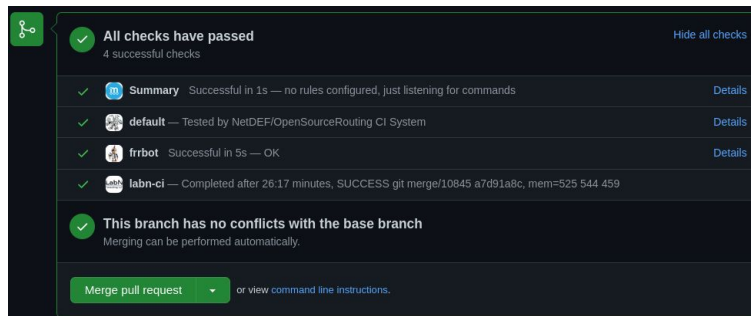 All checks have passed
Hide all checks
4 successful checks
Summary Successful in 1s — no rules configured, just listening for commands
Details
default — Tested by NetDEF/OpenSourceRouting CI System
Details
frrbot Successful in 5s — OK
Details
LabN
labn-ci — Completed after 26:17 minutes, SUCCESS git merge/10845 a7d91a8c, mem=525 544 459
This branch has no conflicts with the base branch
Merging can be performed automatically.
Merge pull request
or view command line instructions.